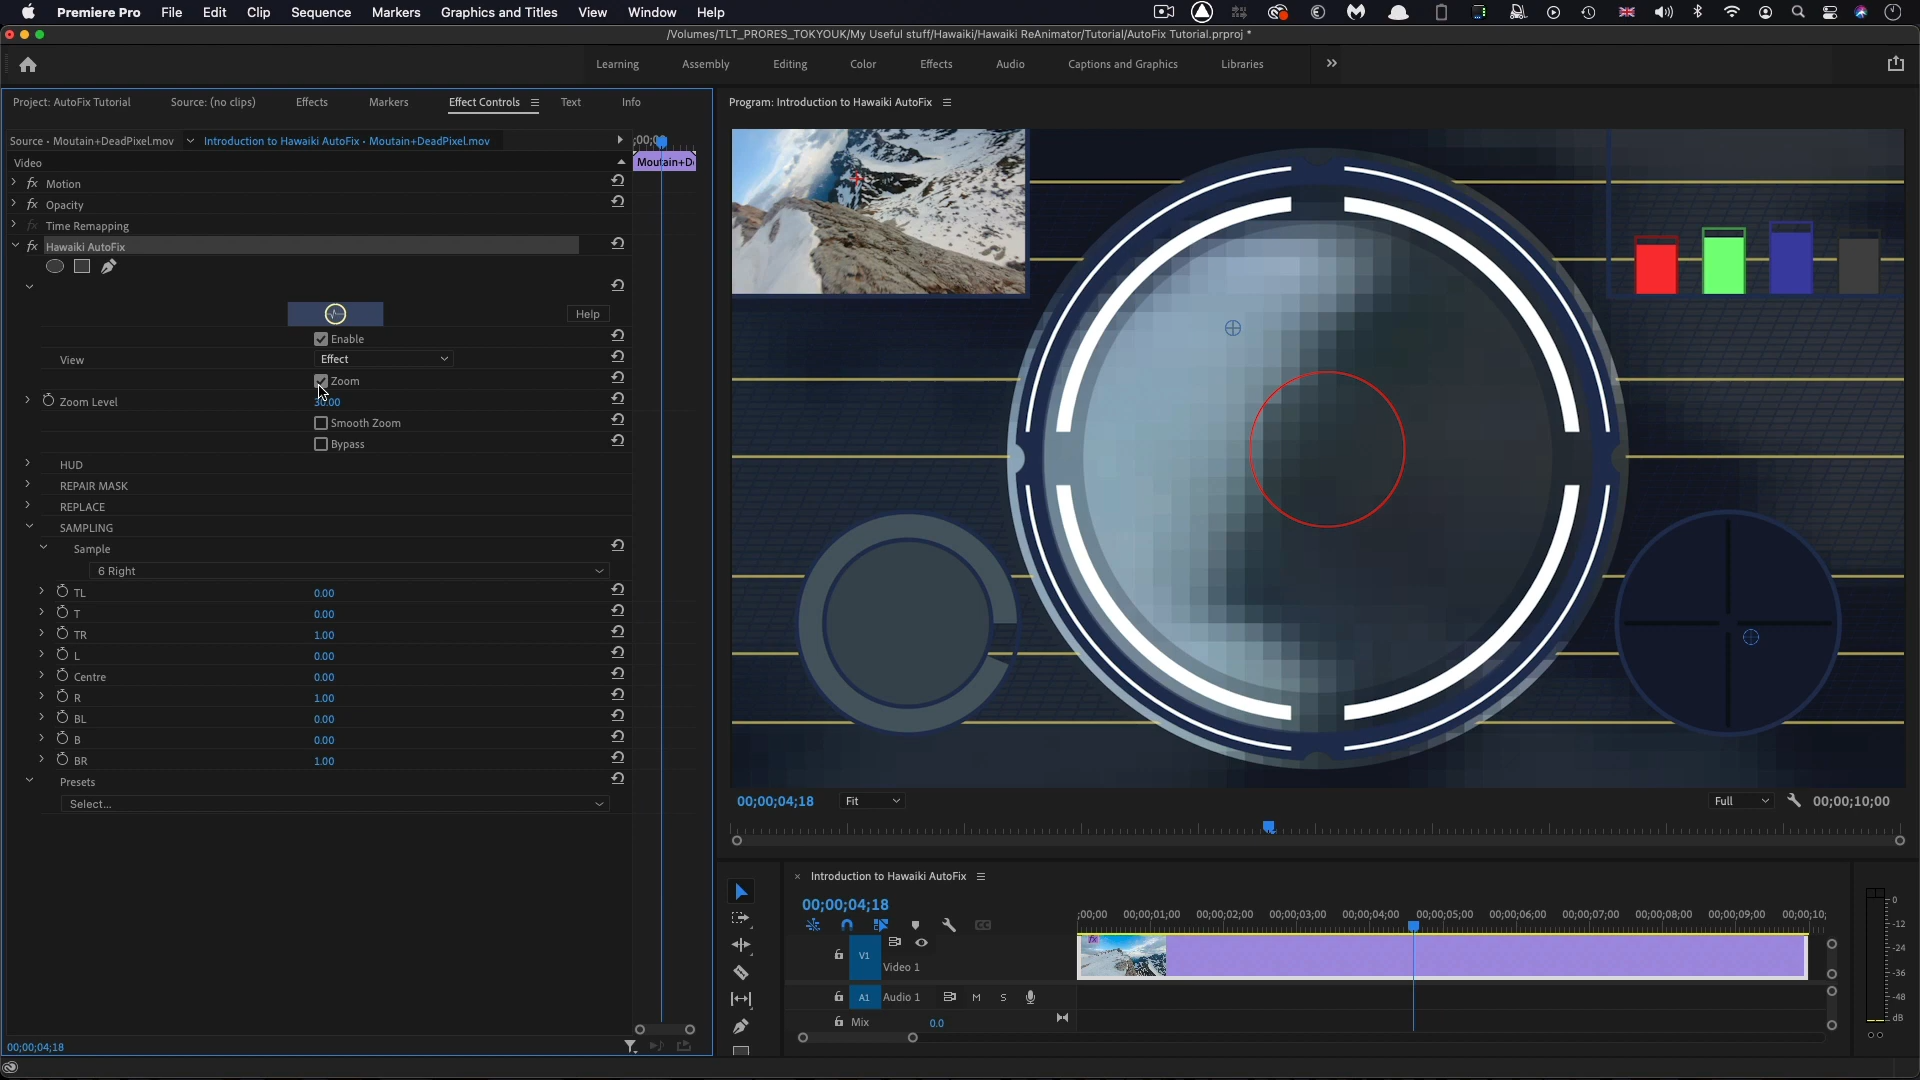 Premiere Pro File Edit Clip Sequence Markers Graphics and Titles View Window Help
/Volumes/TLT_PRORES_TOKYOUK/My Useful stuff/Hawaiki/Hawaiki ReAnimator/Tutorial/AutoFix Tutorial.prproj *
Learning Assembly Editing Color Effects Audio Captions and Graphics Libraries
Project: AutoFix Tutorial Source: (no clips) Effects Markers Effect Controls Text Info
Source · Moutain+DeadPixel.mov Introduction to Hawaiki AutoFix · Moutain+DeadPixel.mov
Video
Moutain+D
fx Motion
fx Opacity
fx Time Remapping
fx Hawaiki AutoFix
Help
Enable
View Effect
Zoom
Zoom Level 30.00
Smooth Zoom
Bypass
HUD
REPAIR MASK
REPLACE
SAMPLING
Sample
6 Right
TL 0.00
T 0.00
TR 1.00
L 0.00
Centre 0.00
R 1.00
BL 0.00
B 0.00
BR 1.00
Presets
Select...
00;00;04;18
Program: Introduction to Hawaiki AutoFix
00;00;04;18 Fit Full 00;00;10;00
× Introduction to Hawaiki AutoFix
00;00;04;18
;00;00 00;00;01;00 00;00;02;00 00;00;03;00 00;00;04;00 00;00;05;00 00;00;06;00 00;00;07;00 00;00;08;00 00;00;09;00 00;00;10;
fx
V1 Video 1
A1 Audio 1 M S
Mix 0.0
0
-12
-24
-36
-48
dB